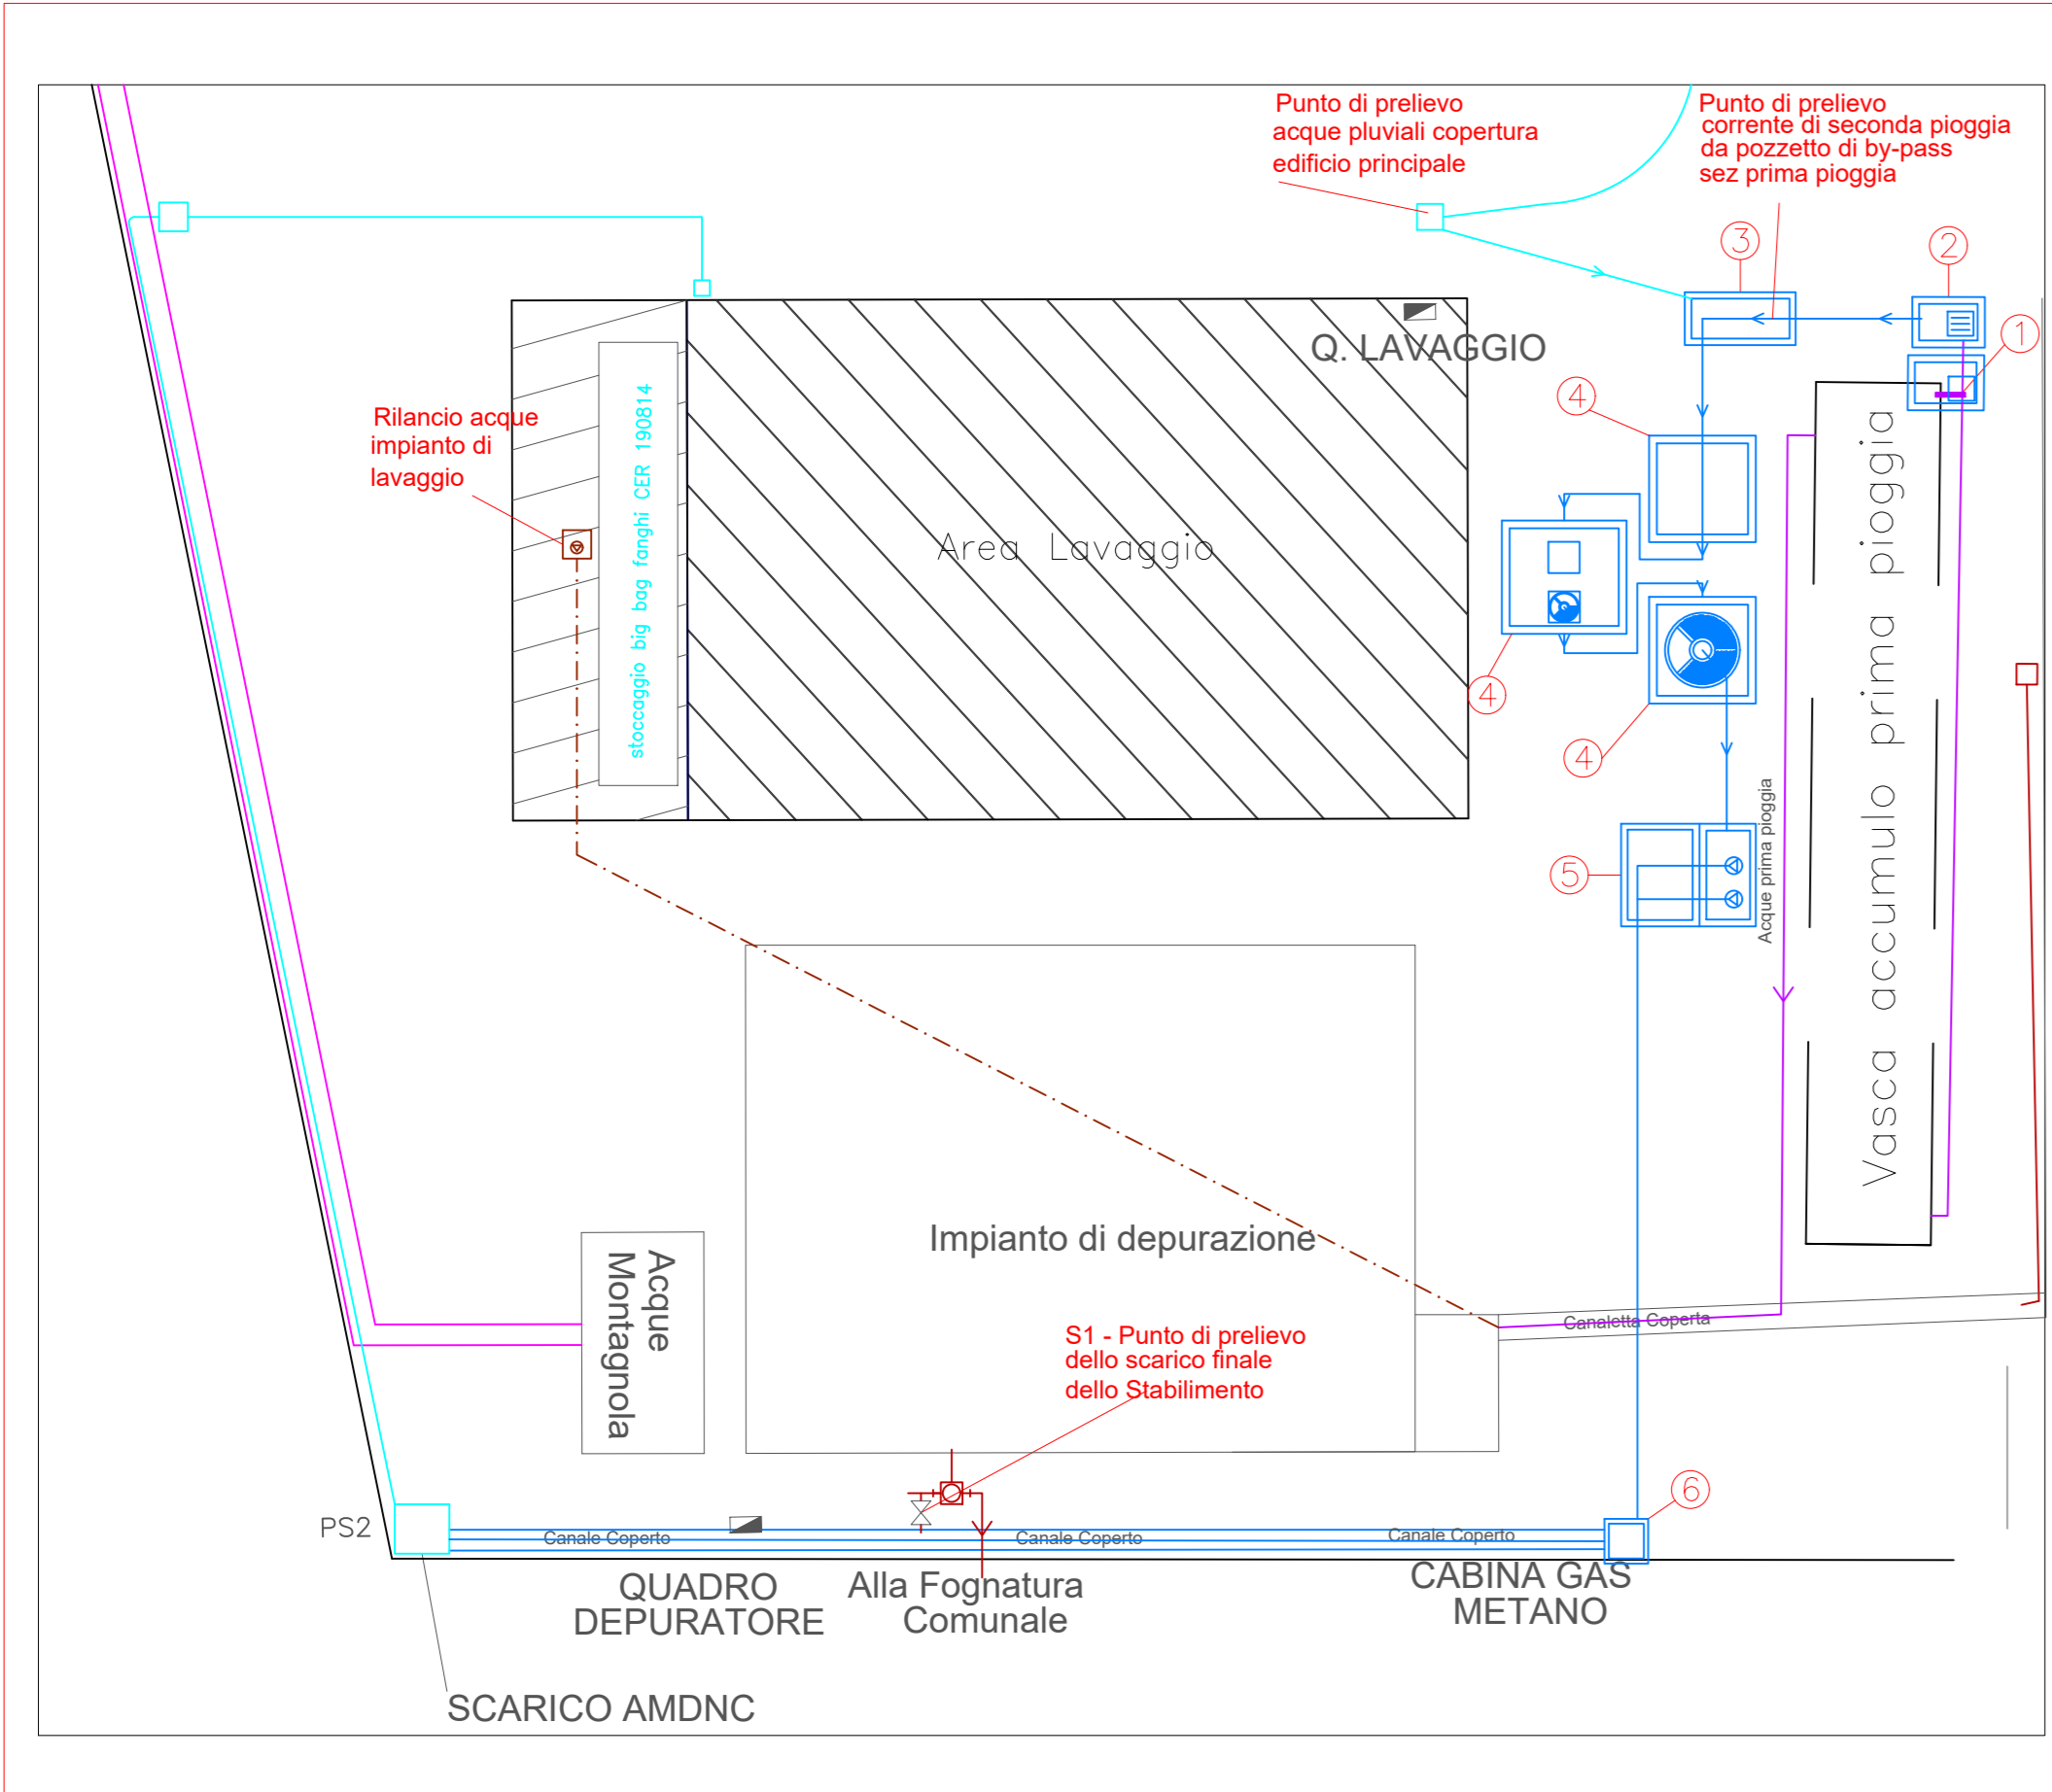 Punto di prelievo
acque pluviali copertura
edificio principale
Punto di prelievo
corrente di seconda pioggia
da pozzetto di by-pass
sez prima pioggia
3
2
1
Q. LAVAGGIO
4
Rilancio acque
impianto di
lavaggio
stoccaggio big bag fanghi CER 190814
Area Lavaggio
4
4
5
Acque prima pioggia
Vasca accumulo prima pioggia
Impianto di depurazione
Acque
Montagnola
Canaletta Coperta
S1 - Punto di prelievo
dello scarico finale
dello Stabilimento
6
PS2
Canale Coperto
Canale Coperto
Canale Coperto
QUADRO
DEPURATORE
Alla Fognatura
Comunale
CABINA GAS
METANO
SCARICO AMDNC